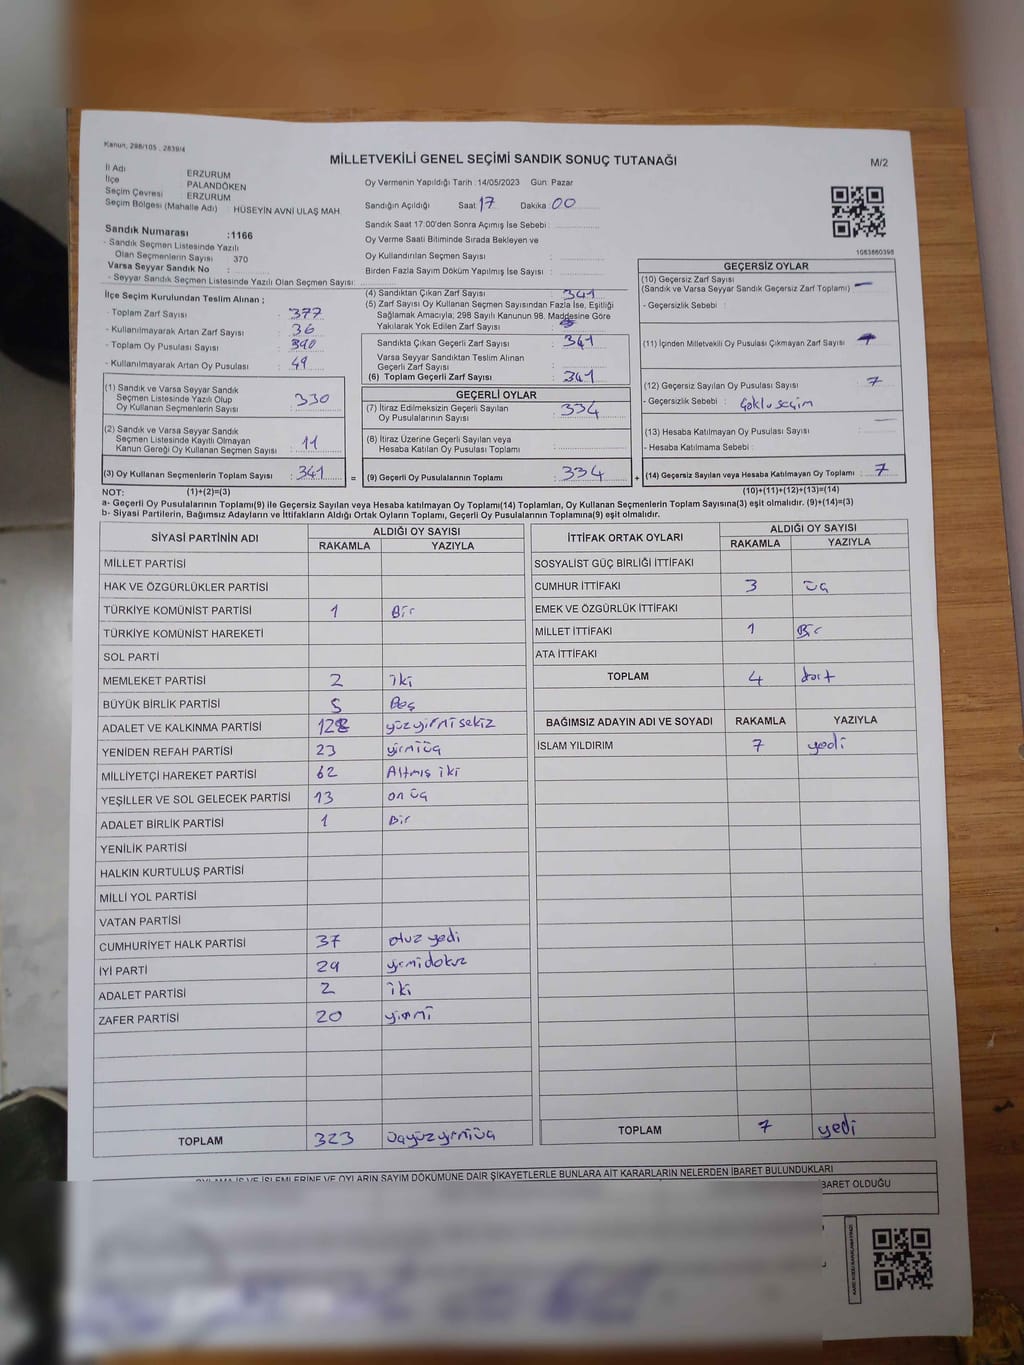 Kanun, 298/105 , 2839/4
MİLLETVEKİLİ GENEL SEÇİMİ SANDIK SONUÇ TUTANAĞI
M/2
İl Adı ERZURUM
İlçe PALANDÖKEN
Seçim Çevresi ERZURUM
Seçim Bölgesi (Mahalle Adı) : HÜSEYİN AVNİ ULAŞ MAH.
Sandık Numarası :1166
- Sandık Seçmen Listesinde Yazılı
Olan Seçmenlerin Sayısı : 370
Varsa Seyyar Sandık No :
- Seyyar Sandık Seçmen Listesinde Yazılı Olan Seçmen Sayısı:
Oy Vermenin Yapıldığı Tarih :14/05/2023 Gün: Pazar
Sandığın Açıldığı Saat 17 Dakika 00
Sandık Saat 17:00'den Sonra Açımış İse Sebebi :
Oy Verme Saati Bitiminde Sırada Bekleyen ve
Oy Kullandırılan Seçmen Sayısı :
Birden Fazla Sayım Döküm Yapılmış İse Sayısı :
1083860398
İlçe Seçim Kurulundan Teslim Alınan ;
- Toplam Zarf Sayısı : 377
- Kullanılmayarak Artan Zarf Sayısı : 36
- Toplam Oy Pusulası Sayısı : 390
- Kullanılmayarak Artan Oy Pusulası : 49
(1) Sandık ve Varsa Seyyar Sandık
Seçmen Listesinde Yazılı Olup
Oy Kullanan Seçmenlerin Sayısı : 330
(2) Sandık ve Varsa Seyyar Sandık
Seçmen Listesinde Kayıtlı Olmayan
Kanun Gereği Oy Kullanan Seçmen Sayısı : 11
(3) Oy Kullanan Seçmenlerin Toplam Sayısı : 341
(4) Sandıktan Çıkan Zarf Sayısı : 341
(5) Zarf Sayısı Oy Kullanan Seçmen Sayısından Fazla İse, Eşitliği
Sağlamak Amacıyla; 298 Sayılı Kanunun 98. Maddesine Göre
Yakılarak Yok Edilen Zarf Sayısı :
Sandıkta Çıkan Geçerli Zarf Sayısı : 341
Varsa Seyyar Sandıktan Teslim Alınan
Geçerli Zarf Sayısı :
(6) Toplam Geçerli Zarf Sayısı : 341
GEÇERLİ OYLAR
(7) İtiraz Edilmeksizin Geçerli Sayılan
Oy Pusulalarının Sayısı : 334
(8) İtiraz Üzerine Geçerli Sayılan veya
Hesaba Katılan Oy Pusulası Toplamı :
= (9) Geçerli Oy Pusulalarının Toplamı : 334
GEÇERSİZ OYLAR
(10) Geçersiz Zarf Sayısı
(Sandık ve Varsa Seyyar Sandık Geçersiz Zarf Toplamı) : —
- Geçersizlik Sebebi :
(11) İçinden Milletvekili Oy Pusulası Çıkmayan Zarf Sayısı :
(12) Geçersiz Sayılan Oy Pusulası Sayısı : 7
- Geçersizlik Sebebi : Çoklu seçim
(13) Hesaba Katılmayan Oy Pusulası Sayısı : —
- Hesaba Katılmama Sebebi :
+ (14) Geçersiz Sayılan veya Hesaba Katılmayan Oy Toplamı : 7
NOT: (1)+(2)=(3) (10)+(11)+(12)+(13)=(14)
a- Geçerli Oy Pusulalarının Toplamı(9) ile Geçersiz Sayılan veya Hesaba katılmayan Oy Toplamı(14) Toplamları, Oy Kullanan Seçmenlerin Toplam Sayısına(3) eşit olmalıdır. (9)+(14)=(3)
b- Siyasi Partilerin, Bağımsız Adayların ve İttifakların Aldığı Ortak Oyların Toplamı, Geçerli Oy Pusulalarının Toplamına(9) eşit olmalıdır.
SİYASİ PARTİNİN ADI ALDIĞI OY SAYISI
RAKAMLA YAZIYLA
MİLLET PARTİSİ
HAK VE ÖZGÜRLÜKLER PARTİSİ
TÜRKİYE KOMÜNİST PARTİSİ 1 Bir
TÜRKİYE KOMÜNİST HAREKETİ
SOL PARTİ
MEMLEKET PARTİSİ 2 iki
BÜYÜK BİRLİK PARTİSİ 5 Beş
ADALET VE KALKINMA PARTİSİ 128 yüzyirmisekiz
YENİDEN REFAH PARTİSİ 23 yirmiüç
MİLLİYETÇİ HAREKET PARTİSİ 62 Altmış iki
YEŞİLLER VE SOL GELECEK PARTİSİ 13 on üç
ADALET BİRLİK PARTİSİ 1 Bir
YENİLİK PARTİSİ
HALKIN KURTULUŞ PARTİSİ
MİLLİ YOL PARTİSİ
VATAN PARTİSİ
CUMHURİYET HALK PARTİSİ 37 otuz yedi
İYİ PARTİ 29 yirmidokuz
ADALET PARTİSİ 2 iki
ZAFER PARTİSİ 20 yirmi
TOPLAM 323 üçyüzyirmiüç
İTTİFAK ORTAK OYLARI ALDIĞI OY SAYISI
RAKAMLA YAZIYLA
SOSYALİST GÜÇ BİRLİĞİ İTTİFAKI
CUMHUR İTTİFAKI 3 üç
EMEK VE ÖZGÜRLÜK İTTİFAKI
MİLLET İTTİFAKI 1 Bir
ATA İTTİFAKI
TOPLAM 4 dört
BAĞIMSIZ ADAYIN ADI VE SOYADI RAKAMLA YAZIYLA
İSLAM YILDIRIM 7 yedi
TOPLAM 7 yedi
OYLAMA İŞ VE İŞLEMLERİNE VE OYLARIN SAYIM DÖKÜMÜNE DAİR ŞİKAYETLERLE BUNLARA AİT KARARLARIN NELERDEN İBARET BULUNDUKLARI
BARET OLDUĞU